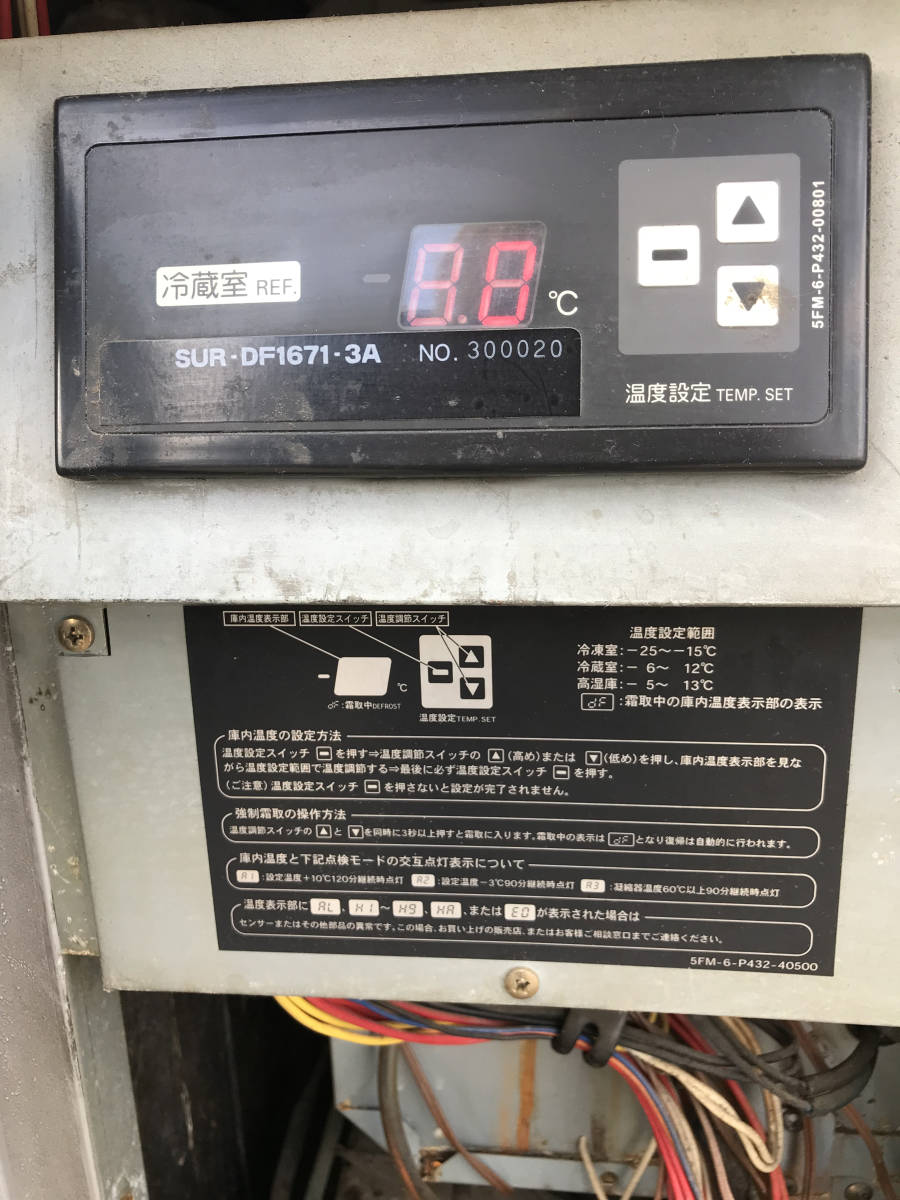 冷蔵室 REF.
℃
SUR-DF1671-3A NO. 300020
温度設定 TEMP. SET
5FM-6-P432-00801
庫内温度表示部 温度設定スイッチ 温度調節スイッチ
℃
dF:霜取中DEFROST
温度設定TEMP.SET
温度設定範囲
冷凍室:-25~-15℃
冷蔵室:- 6~ 12℃
高湿庫:- 5~ 13℃
dF:霜取中の庫内温度表示部の表示
庫内温度の設定方法
温度設定スイッチ ー を押す⇒温度調節スイッチの ▲ (高め)または ▼ (低め)を押し、庫内温度表示部を見な
がら温度設定範囲で温度調節する⇒最後に必ず温度設定スイッチ ー を押す。
(ご注意)温度設定スイッチ ー を押さないと設定が完了されません。
強制霜取の操作方法
温度調節スイッチの ▲ と ▼ を同時に3秒以上押すと霜取に入ります。霜取中の表示は dF となり復帰は自動的に行われます。
庫内温度と下記点検モードの交互点灯表示について
A1 :設定温度+10℃120分継続時点灯 A2 :設定温度-3℃90分継続時点灯 A3 :凝縮器温度60℃以上90分継続時点灯
温度表示部に AL、H1~H9、HA、または E0 が表示された場合は
センサーまたはその他部品の異常です。この場合、お買い上げの販売店、またはお客様ご相談窓口までご連絡ください。
5FM-6-P432-40500